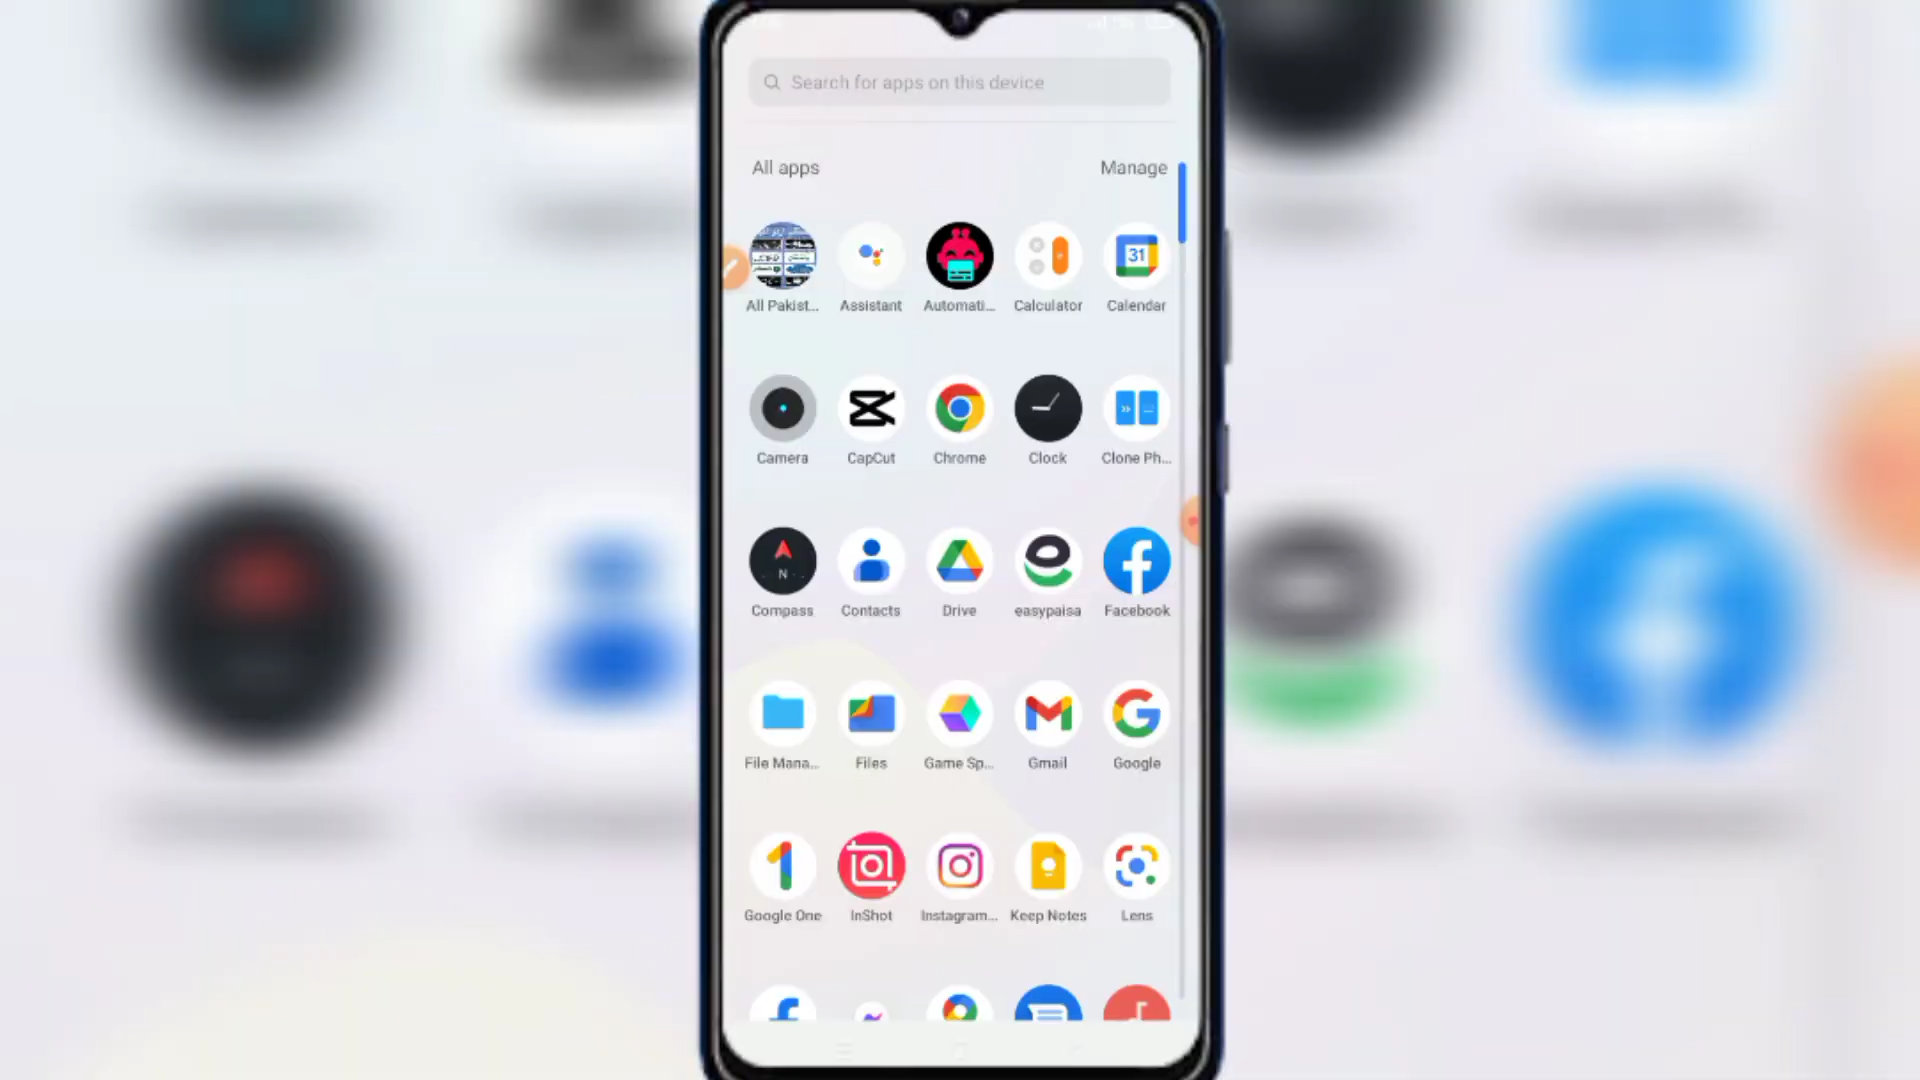 Search for apps on this device
All apps Manage
31
All Pakist... Assistant Automati... Calculator Calendar
Camera CapCut Chrome Clock Clone Ph...
N
Compass Contacts Drive easypaisa Facebook
File Mana... Files Game Sp... Gmail Google
Google One InShot Instagram... Keep Notes Lens